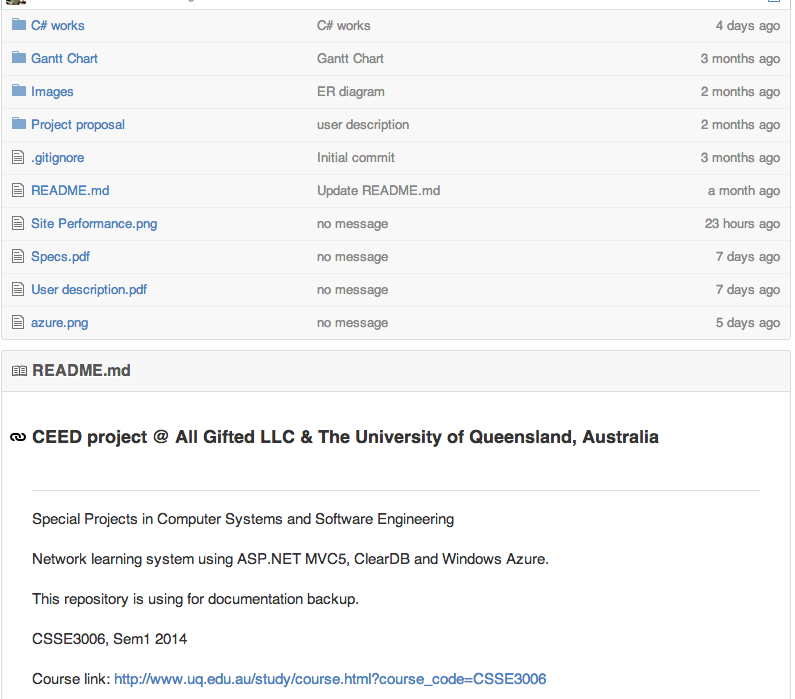 C# works C# works 4 days ago
Gantt Chart Gantt Chart 3 months ago
Images ER diagram 2 months ago
Project proposal user description 2 months ago
.gitignore Initial commit 3 months ago
README.md Update README.md a month ago
Site Performance.png no message 23 hours ago
Specs.pdf no message 7 days ago
User description.pdf no message 7 days ago
azure.png no message 5 days ago
README.md
CEED project @ All Gifted LLC & The University of Queensland, Australia
Special Projects in Computer Systems and Software Engineering
Network learning system using ASP.NET MVC5, ClearDB and Windows Azure.
This repository is using for documentation backup.
CSSE3006, Sem1 2014
Course link: http://www.uq.edu.au/study/course.html?course_code=CSSE3006